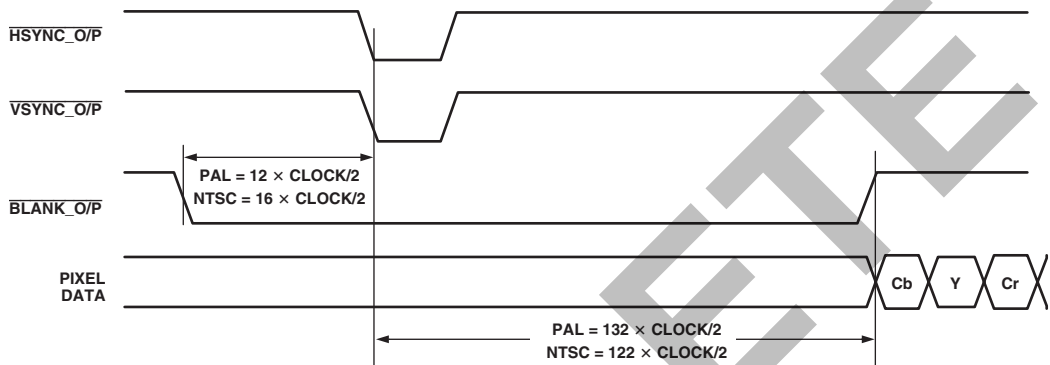 HSYNC_O/P
VSYNC_O/P
PAL = 12 × CLOCK/2
NTSC = 16 × CLOCK/2
BLANK_O/P
PIXEL
DATA
Cb Y Cr
PAL = 132 × CLOCK/2
NTSC = 122 × CLOCK/2
ETE